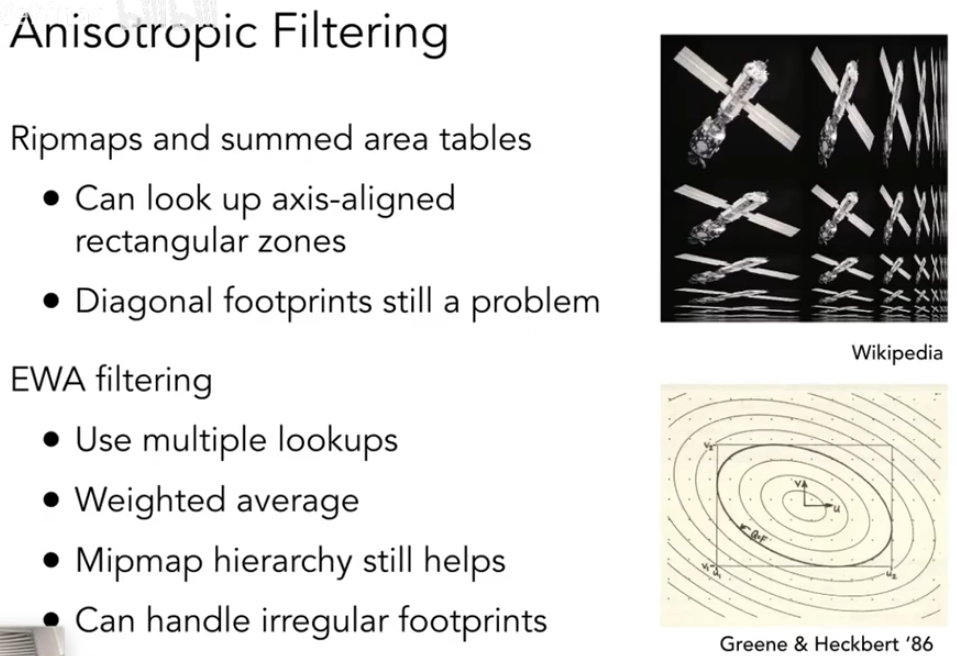 Anisotropic Filtering
Ripmaps and summed area tables
• Can look up axis-aligned
rectangular zones
• Diagonal footprints still a problem
Wikipedia
EWA filtering
• Use multiple lookups
• Weighted average
• Mipmap hierarchy still helps
• Can handle irregular footprints
V
U
Greene & Heckbert ’86